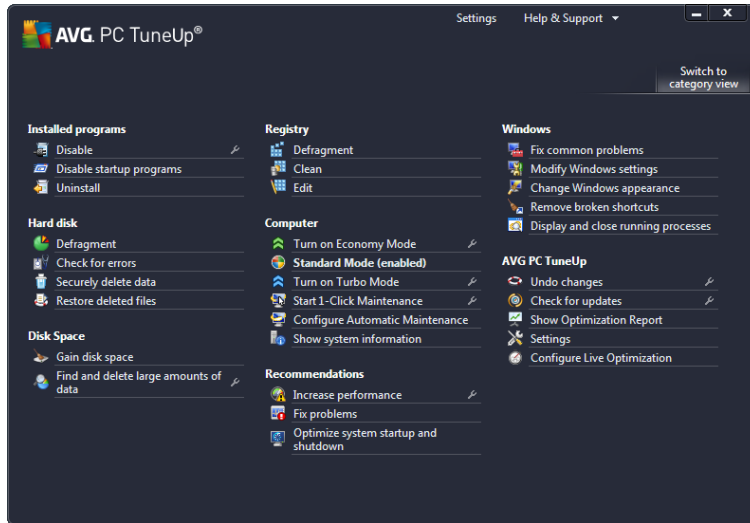 Settings
Help & Support
AVG. PC TuneUp®
Switch to
category view
Installed programs
Disable
Disable startup programs
Uninstall
Hard disk
Defragment
Check for errors
Securely delete data
Restore deleted files
Disk Space
Gain disk space
Find and delete large amounts of
data
Registry
Defragment
Clean
Edit
Computer
Turn on Economy Mode
Standard Mode (enabled)
Turn on Turbo Mode
Start 1-Click Maintenance
Configure Automatic Maintenance
Show system information
Recommendations
Increase performance
Fix problems
Optimize system startup and
shutdown
Windows
Fix common problems
Modify Windows settings
Change Windows appearance
Remove broken shortcuts
Display and close running processes
AVG PC TuneUp
Undo changes
Check for updates
Show Optimization Report
Settings
Configure Live Optimization